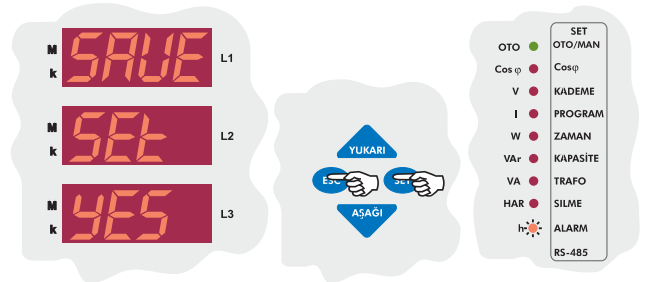 M
k
SAVE
L1
M
k
SEt
L2
M
k
YES
L3
YUKARI
ESC
SET
AŞAĞI
SET
OTO OTO/MAN
Cos φ Cosφ
V KADEME
I PROGRAM
W ZAMAN
VAr KAPASİTE
VA TRAFO
HAR SİLME
h ALARM
RS-485